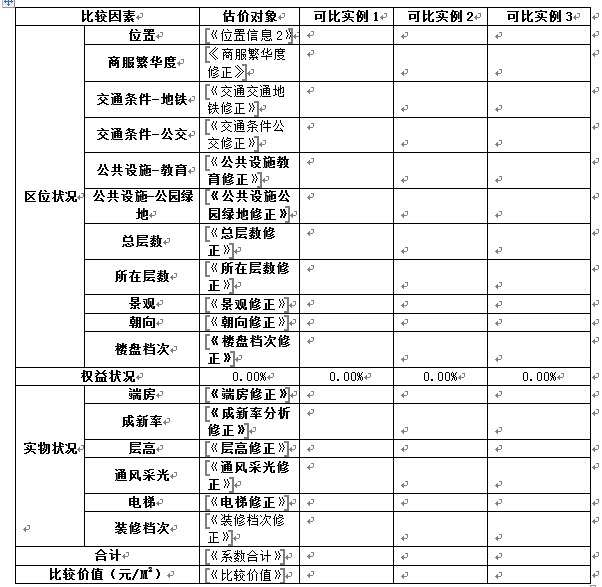 比较因素 估价对象 可比实例1 可比实例2 可比实例3
区位状况
位置 [《位置信息2》]
商服繁华度 [《商服繁华度
修正》]
交通条件-地铁 [《交通交通地
铁修正》]
交通条件-公交 [《交通条件公
交修正》]
公共设施-教育 [《公共设施教
育修正》]
公共设施-公园绿
地 [《公共设施公
园绿地修正》]
总层数 [《总层数修
正》]
所在层数 [《所在层数修
正》]
景观 [《景观修正》]
朝向 [《朝向修正》]
楼盘档次 [《楼盘档次修
正》]
权益状况 0.00% 0.00% 0.00% 0.00%
实物状况
端房 [《端房修正》]
成新率 [《成新率分析
修正》]
层高 [《层高修正》]
通风采光 [《通风采光修
正》]
电梯 [《电梯修正》]
装修档次 [《装修档次修
正》]
合计 [《系数合计》]
比较价值（元/M²） [《比较价值》]